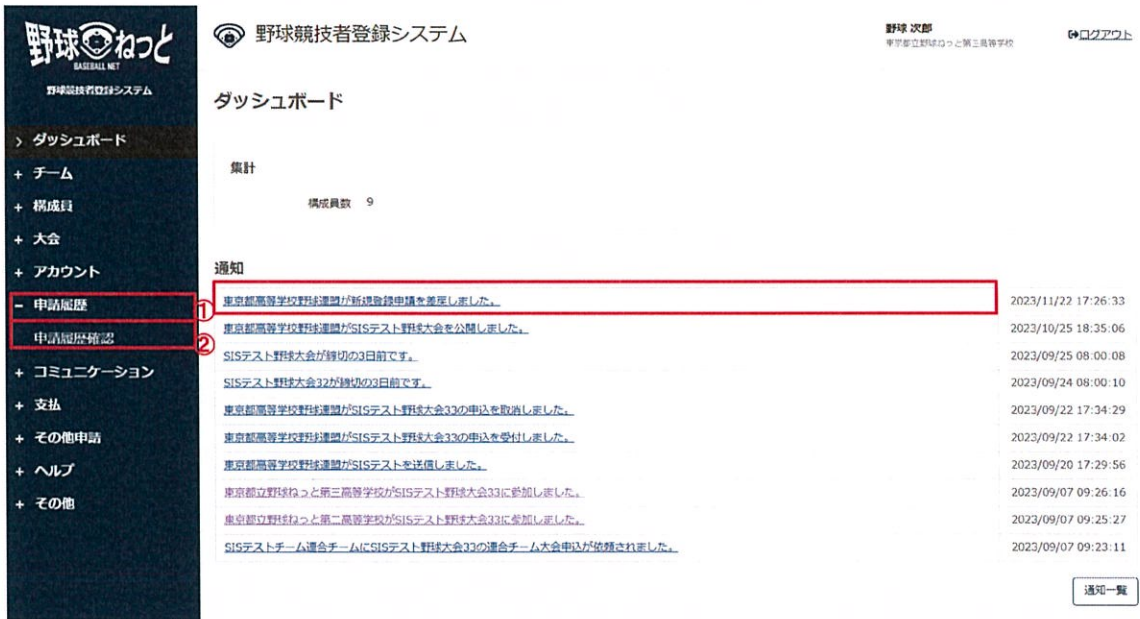 野球ねっと
BASEBALL NET
野球競技者登録システム
> ダッシュボード
+ チーム
+ 構成員
+ 大会
+ アカウント
- 申請履歴
①
申請履歴確認
②
+ コミュニケーション
+ 支払
+ その他申請
+ ヘルプ
+ その他
野球競技者登録システム
野球 次郎
東京都立野球ねっと第三高等学校
ログアウト
ダッシュボード
集計
構成員数 9
通知
東京都高等学校野球連盟が新規登録申請を差戻しました。 2023/11/22 17:26:33
東京都高等学校野球連盟がSISテスト野球大会を公開しました。 2023/10/25 18:35:06
SISテスト野球大会が締切の3日前です。 2023/09/25 08:00:08
SISテスト野球大会32が締切の3日前です。 2023/09/24 08:00:10
東京都高等学校野球連盟がSISテスト野球大会33の申込を取消しました。 2023/09/22 17:34:29
東京都高等学校野球連盟がSISテスト野球大会33の申込を受付しました。 2023/09/22 17:34:02
東京都高等学校野球連盟がSISテストを送信しました。 2023/09/20 17:29:56
東京都立野球ねっと第三高等学校がSISテスト野球大会33に参加しました。 2023/09/07 09:26:16
東京都立野球ねっと第二高等学校がSISテスト野球大会33に参加しました。 2023/09/07 09:25:27
SISテストチーム連合チームにSISテスト野球大会33の連合チーム大会申込が依頼されました。 2023/09/07 09:23:11
通知一覧